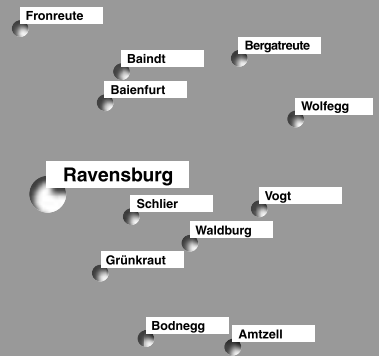 Fronreute
Bergatreute
Baindt
Baienfurt
Wolfegg
Ravensburg
Vogt
Schlier
Waldburg
Grünkraut
Bodnegg
Amtzell